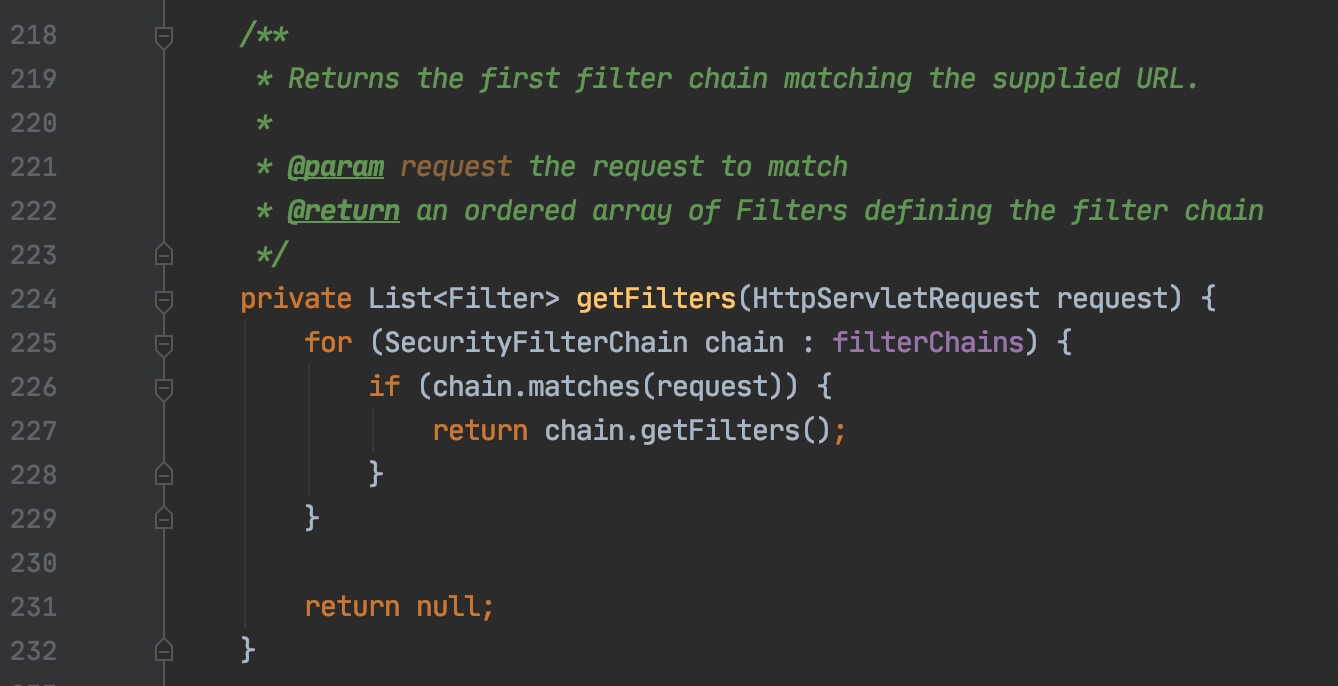 218 /**
219 * Returns the first filter chain matching the supplied URL.
220 *
221 * @param request the request to match
222 * @return an ordered array of Filters defining the filter chain
223 */
224 private List<Filter> getFilters(HttpServletRequest request) {
225 for (SecurityFilterChain chain : filterChains) {
226 if (chain.matches(request)) {
227 return chain.getFilters();
228 }
229 }
230
231 return null;
232 }